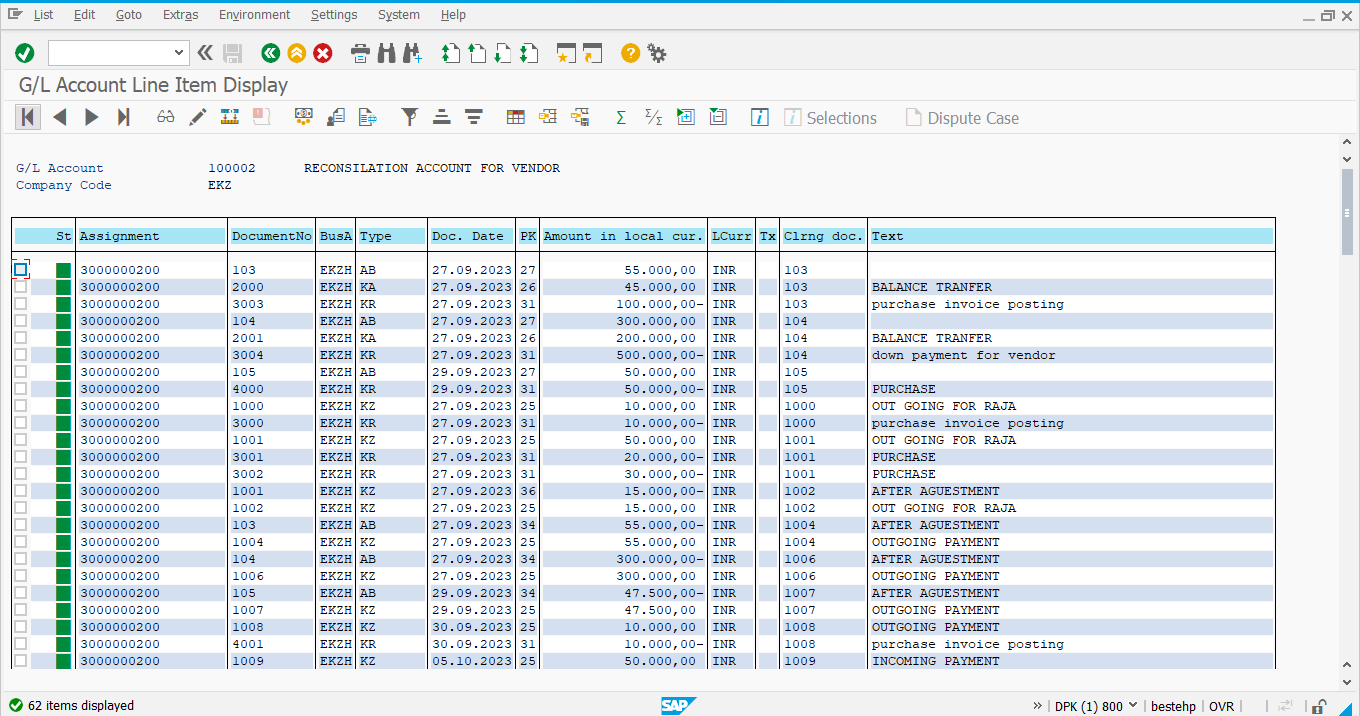 List Edit Goto Extras Environment Settings System Help
G/L Account Line Item Display
Selections Dispute Case
G/L Account 100002 RECONSILATION ACCOUNT FOR VENDOR
Company Code EKZ
St Assignment DocumentNo BusA Type Doc. Date PK Amount in local cur. LCurr Tx Clrng doc. Text
3000000200 103 EKZH AB 27.09.2023 27 55.000,00 INR 103
3000000200 2000 EKZH KA 27.09.2023 26 45.000,00 INR 103 BALANCE TRANFER
3000000200 3003 EKZH KR 27.09.2023 31 100.000,00- INR 103 purchase invoice posting
3000000200 104 EKZH AB 27.09.2023 27 300.000,00 INR 104
3000000200 2001 EKZH KA 27.09.2023 26 200.000,00 INR 104 BALANCE TRANFER
3000000200 3004 EKZH KR 27.09.2023 31 500.000,00- INR 104 down payment for vendor
3000000200 105 EKZH AB 29.09.2023 27 50.000,00 INR 105
3000000200 4000 EKZH KR 29.09.2023 31 50.000,00- INR 105 PURCHASE
3000000200 1000 EKZH KZ 27.09.2023 25 10.000,00 INR 1000 OUT GOING FOR RAJA
3000000200 3000 EKZH KR 27.09.2023 31 10.000,00- INR 1000 purchase invoice posting
3000000200 1001 EKZH KZ 27.09.2023 25 50.000,00 INR 1001 OUT GOING FOR RAJA
3000000200 3001 EKZH KR 27.09.2023 31 20.000,00- INR 1001 PURCHASE
3000000200 3002 EKZH KR 27.09.2023 31 30.000,00- INR 1001 PURCHASE
3000000200 1001 EKZH KZ 27.09.2023 36 15.000,00- INR 1002 AFTER AGUESTMENT
3000000200 1002 EKZH KZ 27.09.2023 25 15.000,00 INR 1002 OUT GOING FOR RAJA
3000000200 103 EKZH AB 27.09.2023 34 55.000,00- INR 1004 AFTER AGUESTMENT
3000000200 1004 EKZH KZ 27.09.2023 25 55.000,00 INR 1004 OUTGOING PAYMENT
3000000200 104 EKZH AB 27.09.2023 34 300.000,00- INR 1006 AFTER AGUESTMENT
3000000200 1006 EKZH KZ 27.09.2023 25 300.000,00 INR 1006 OUTGOING PAYMENT
3000000200 105 EKZH AB 29.09.2023 34 47.500,00- INR 1007 AFTER AGUESTMENT
3000000200 1007 EKZH KZ 29.09.2023 25 47.500,00 INR 1007 OUTGOING PAYMENT
3000000200 1008 EKZH KZ 30.09.2023 25 10.000,00 INR 1008 OUTGOING PAYMENT
3000000200 4001 EKZH KR 30.09.2023 31 10.000,00- INR 1008 purchase invoice posting
3000000200 1009 EKZH KZ 05.10.2023 25 50.000,00 INR 1009 INCOMING PAYMENT
62 items displayed SAP » DPK (1) 800 bestehp OVR